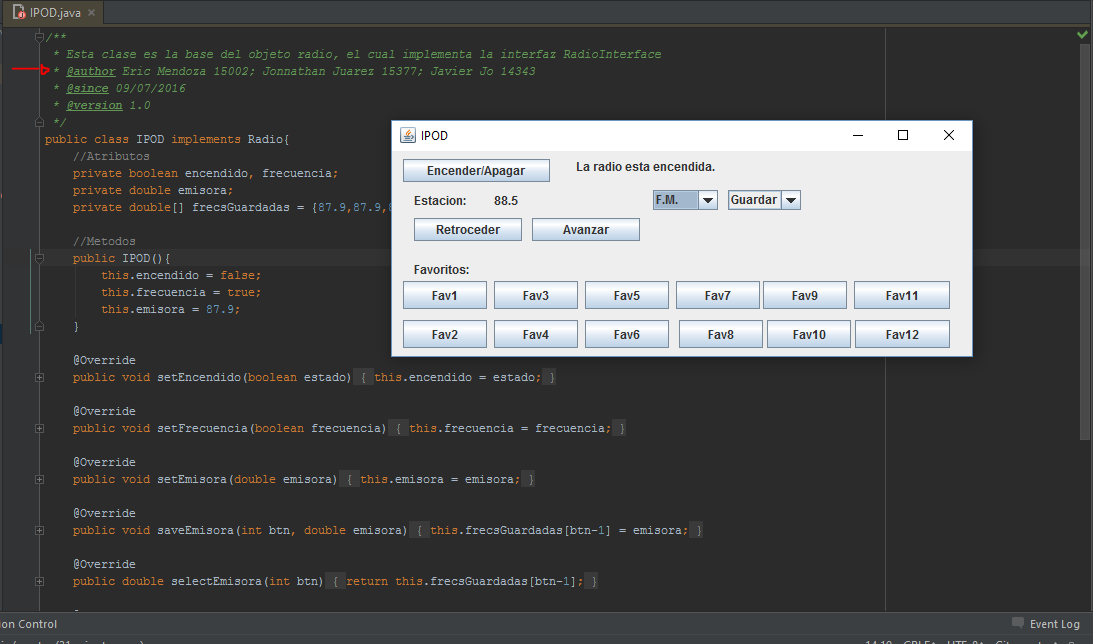 IPOD.java
/**
* Esta clase es la base del objeto radio, el cual implementa la interfaz RadioInterface
* @author Eric Mendoza 15002; Jonnathan Juarez 15377; Javier Jo 14343
* @since 09/07/2016
* @version 1.0
*/
public class IPOD implements Radio{
//Atributos
private boolean encendido, frecuencia;
private double emisora;
private double[] frecsGuardadas = {87.9,87.9,8
//Metodos
public IPOD(){
this.encendido = false;
this.frecuencia = true;
this.emisora = 87.9;
}
@Override
public void setEncendido(boolean estado) { this.encendido = estado; }
@Override
public void setFrecuencia(boolean frecuencia) { this.frecuencia = frecuencia; }
@Override
public void setEmisora(double emisora) { this.emisora = emisora; }
@Override
public void saveEmisora(int btn, double emisora) { this.frecsGuardadas[btn-1] = emisora; }
@Override
public double selectEmisora(int btn) { return this.frecsGuardadas[btn-1]; }
IPOD
Encender/Apagar La radio esta encendida.
Estacion: 88.5 F.M. Guardar
Retroceder Avanzar
Favoritos:
Fav1 Fav3 Fav5 Fav7 Fav9 Fav11
Fav2 Fav4 Fav6 Fav8 Fav10 Fav12
ion Control Event Log